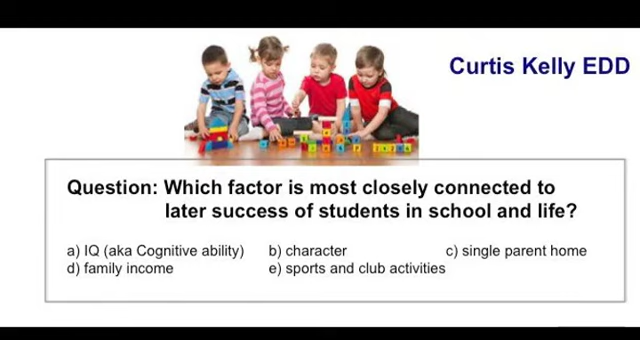 Curtis Kelly EDD
Question: Which factor is most closely connected to
later success of students in school and life?
a) IQ (aka Cognitive ability) b) character c) single parent home
d) family income e) sports and club activities